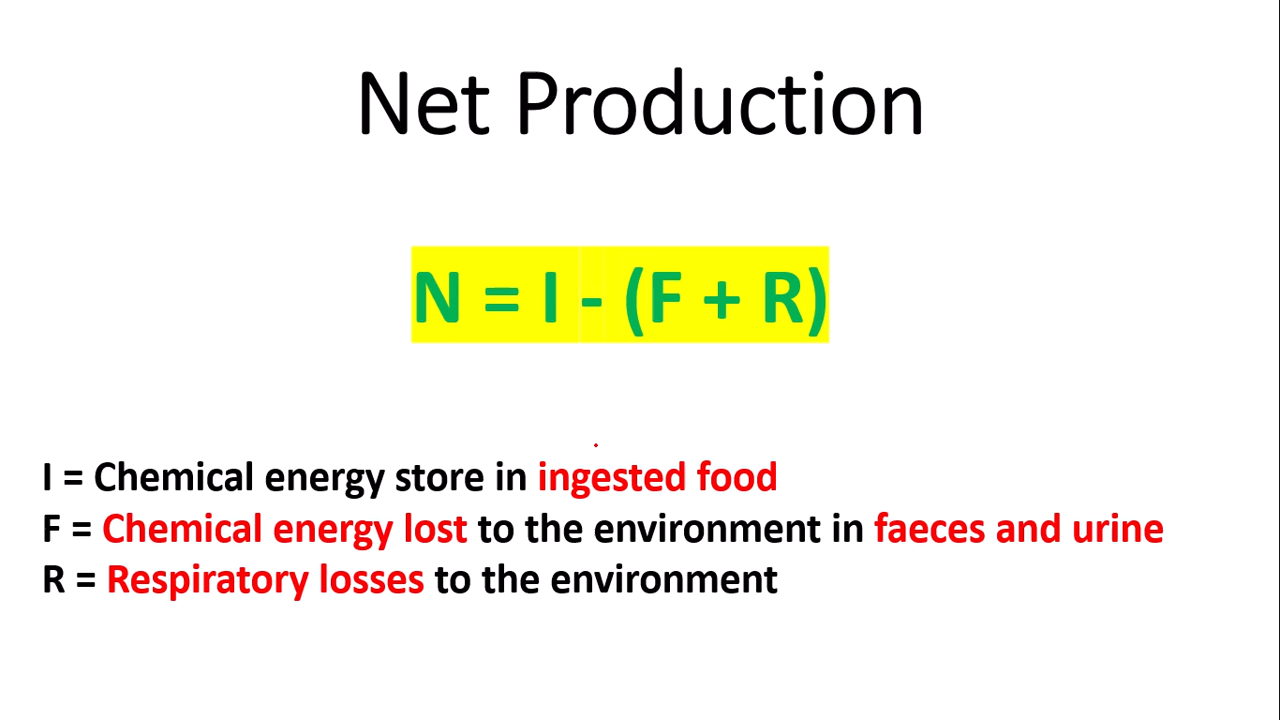 Net Production
N = I - (F + R)
I = Chemical energy store in ingested food
F = Chemical energy lost to the environment in faeces and urine
R = Respiratory losses to the environment